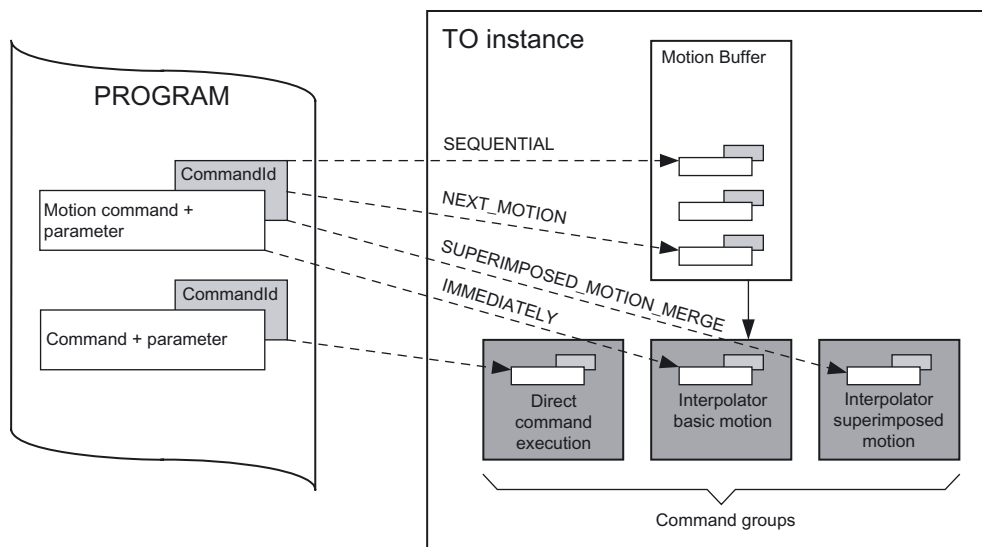 TO instance
Motion Buffer
PROGRAM
SEQUENTIAL
CommandId
Motion command +
parameter
NEXT_MOTION
SUPERIMPOSED_MOTION_MERGE
IMMEDIATELY
CommandId
Command + parameter
Direct
command
execution
Interpolator
basic motion
Interpolator
superimposed
motion
Command groups